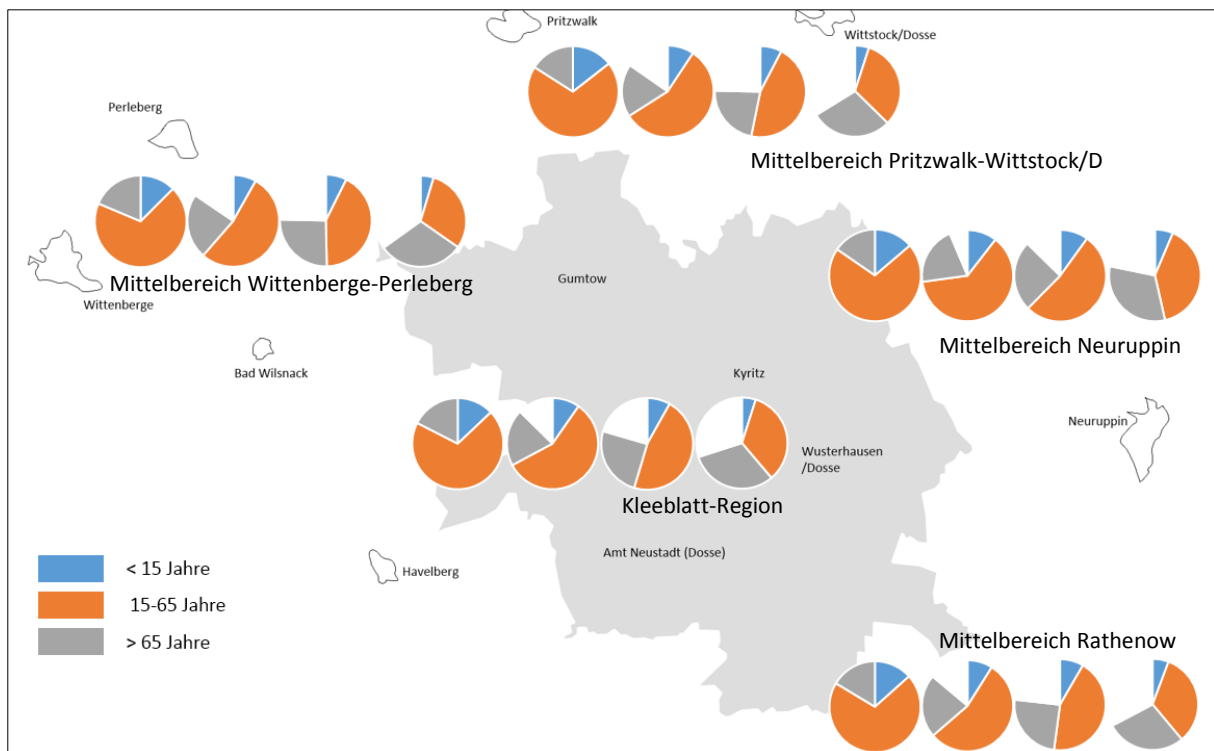 Pritzwalk
Wittstock/Dosse
Perleberg
Mittelbereich Pritzwalk-Wittstock/D
Mittelbereich Wittenberge-Perleberg
Wittenberge
Gumtow
Mittelbereich Neuruppin
Bad Wilsnack
Kyritz
Neuruppin
Wusterhausen
/Dosse
Kleeblatt-Region
Amt Neustadt (Dosse)
Havelberg
< 15 Jahre
15-65 Jahre
> 65 Jahre
Mittelbereich Rathenow